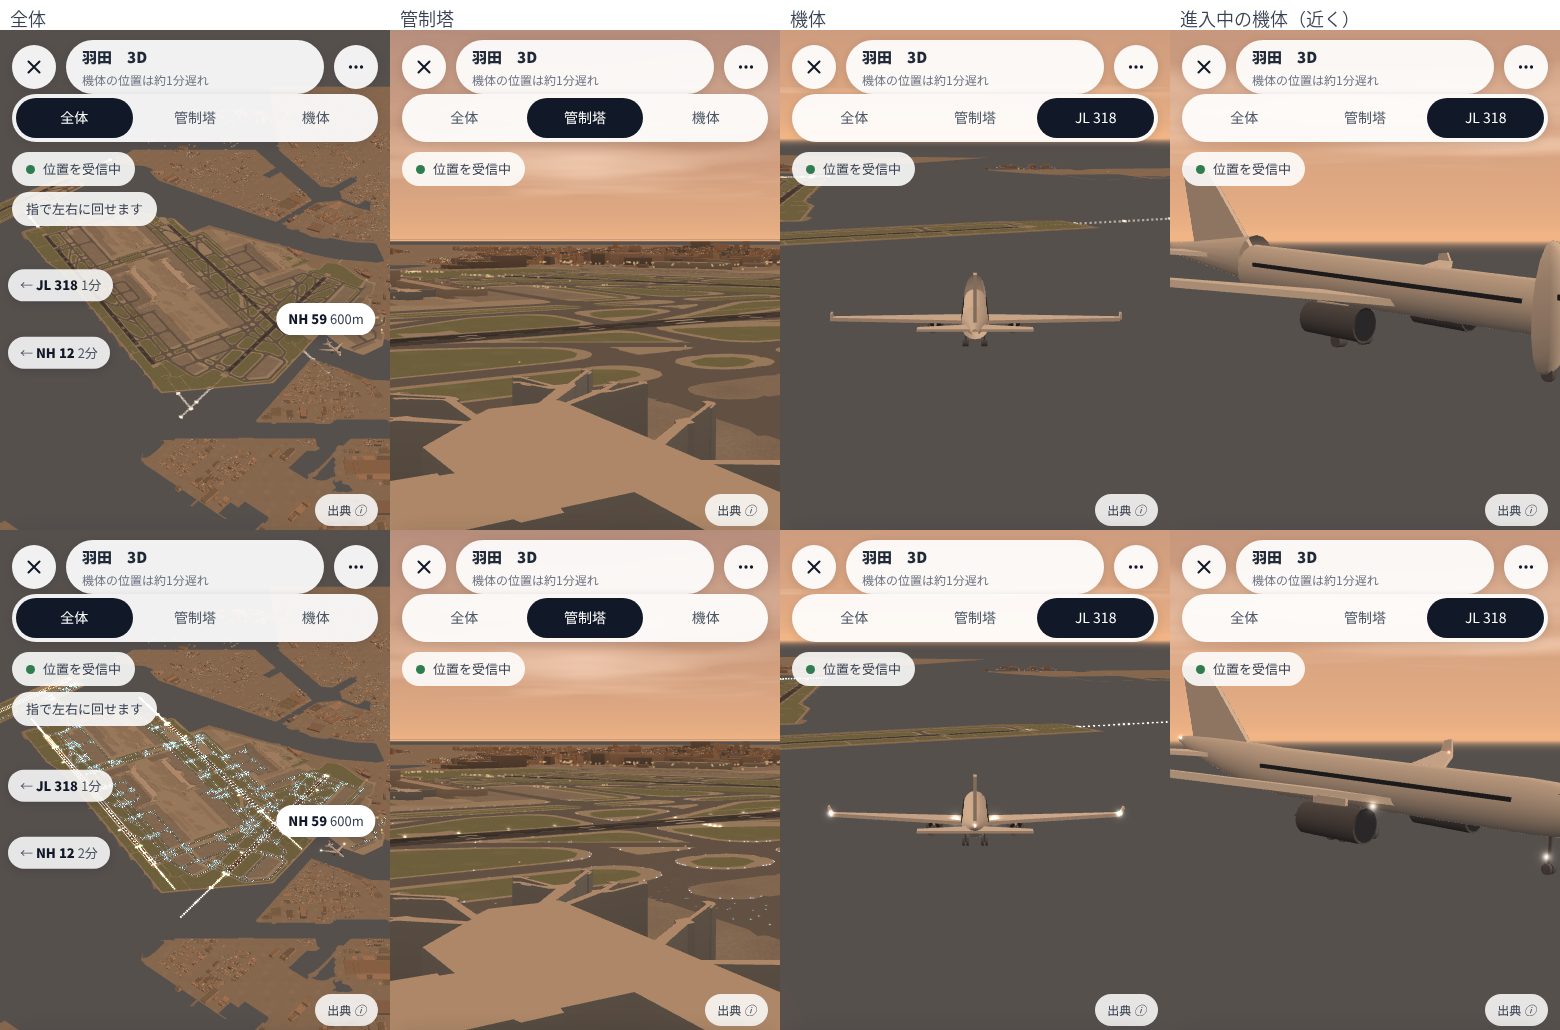 全体
管制塔
機体
進入中の機体（近く）
羽田 3D
機体の位置は約1分遅れ
全体
管制塔
機体
位置を受信中
指で左右に回せます
← JL 318 1分
NH 59 600m
← NH 12 2分
出典 ⓘ
羽田 3D
機体の位置は約1分遅れ
全体
管制塔
機体
位置を受信中
出典 ⓘ
羽田 3D
機体の位置は約1分遅れ
全体
管制塔
JL 318
位置を受信中
出典 ⓘ
羽田 3D
機体の位置は約1分遅れ
全体
管制塔
JL 318
位置を受信中
出典 ⓘ
羽田 3D
機体の位置は約1分遅れ
全体
管制塔
機体
位置を受信中
指で左右に回せます
← JL 318 1分
NH 59 600m
← NH 12 2分
出典 ⓘ
羽田 3D
機体の位置は約1分遅れ
全体
管制塔
機体
位置を受信中
出典 ⓘ
羽田 3D
機体の位置は約1分遅れ
全体
管制塔
JL 318
位置を受信中
出典 ⓘ
羽田 3D
機体の位置は約1分遅れ
全体
管制塔
JL 318
位置を受信中
出典 ⓘ